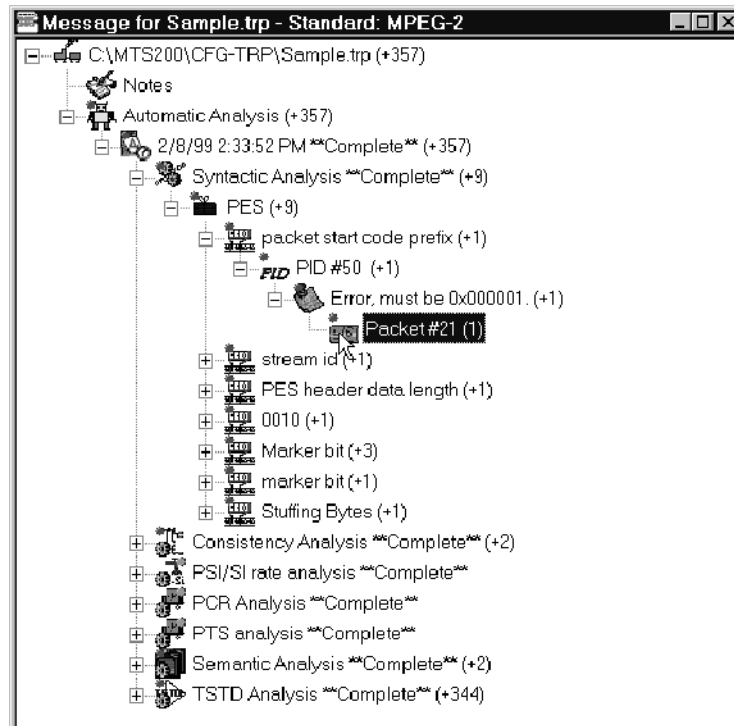 Message for Sample.trp - Standard: MPEG-2
C:\MTS200\CFG-TRP\Sample.trp (+357)
Notes
Automatic Analysis (+357)
2/8/99 2:33:52 PM **Complete** (+357)
Syntactic Analysis **Complete** (+9)
PES (+9)
packet start code prefix (+1)
PID PID #50 (+1)
Error, must be 0x000001. (+1)
Packet #21 (1)
stream id (+1)
PES header data length (+1)
0010 (+1)
Marker bit (+3)
marker bit (+1)
Stuffing Bytes (+1)
Consistency Analysis **Complete** (+2)
PSI/SI rate analysis **Complete**
PCR Analysis **Complete**
PTS analysis **Complete**
Semantic Analysis **Complete** (+2)
TSTD Analysis **Complete** (+344)